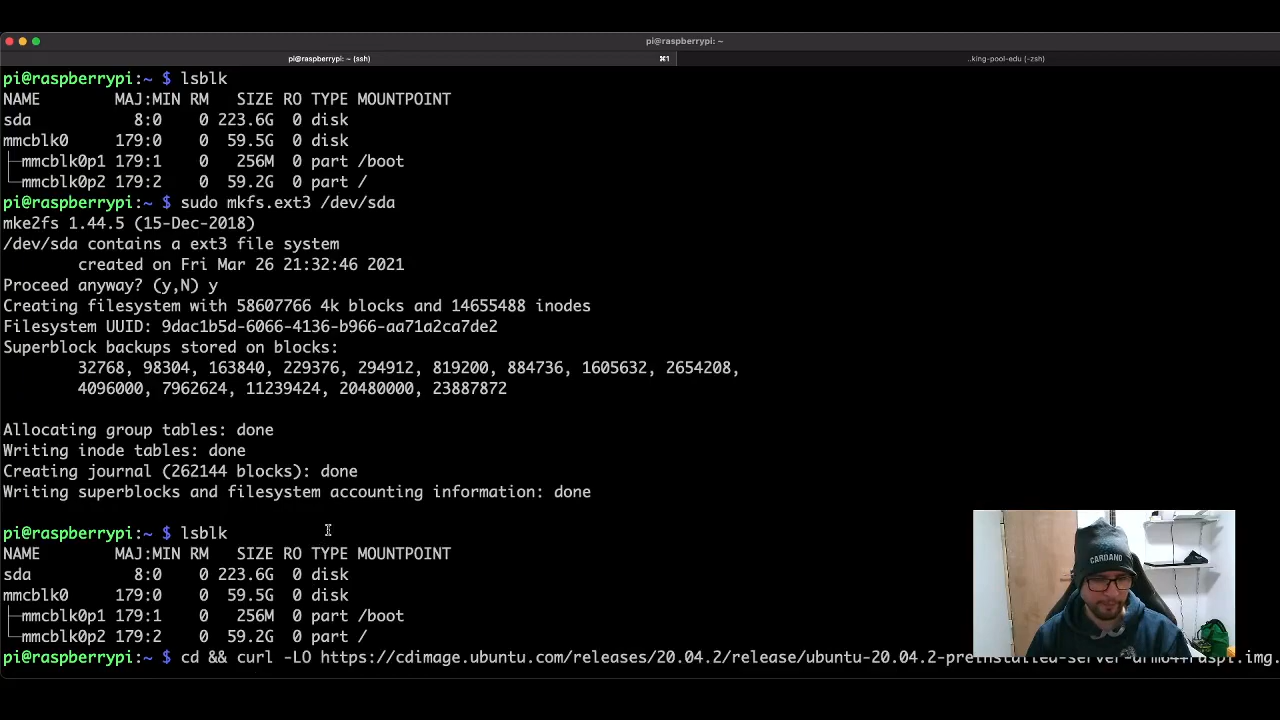 pi@raspberrypi: ~
pi@raspberrypi: ~ (ssh) ⌘1 ..king-pool-edu (-zsh)
pi@raspberrypi:~ $ lsblk
NAME MAJ:MIN RM SIZE RO TYPE MOUNTPOINT
sda 8:0 0 223.6G 0 disk
mmcblk0 179:0 0 59.5G 0 disk
├─mmcblk0p1 179:1 0 256M 0 part /boot
└─mmcblk0p2 179:2 0 59.2G 0 part /
pi@raspberrypi:~ $ sudo mkfs.ext3 /dev/sda
mke2fs 1.44.5 (15-Dec-2018)
/dev/sda contains a ext3 file system
created on Fri Mar 26 21:32:46 2021
Proceed anyway? (y,N) y
Creating filesystem with 58607766 4k blocks and 14655488 inodes
Filesystem UUID: 9dac1b5d-6066-4136-b966-aa71a2ca7de2
Superblock backups stored on blocks:
32768, 98304, 163840, 229376, 294912, 819200, 884736, 1605632, 2654208,
4096000, 7962624, 11239424, 20480000, 23887872
Allocating group tables: done
Writing inode tables: done
Creating journal (262144 blocks): done
Writing superblocks and filesystem accounting information: done
pi@raspberrypi:~ $ lsblk
NAME MAJ:MIN RM SIZE RO TYPE MOUNTPOINT
sda 8:0 0 223.6G 0 disk
mmcblk0 179:0 0 59.5G 0 disk
├─mmcblk0p1 179:1 0 256M 0 part /boot
└─mmcblk0p2 179:2 0 59.2G 0 part /
CARDANO
pi@raspberrypi:~ $ cd && curl -LO https://cdimage.ubuntu.com/releases/20.04.2/release/ubuntu-20.04.2-preinstalled-server-arm64+raspi.img.